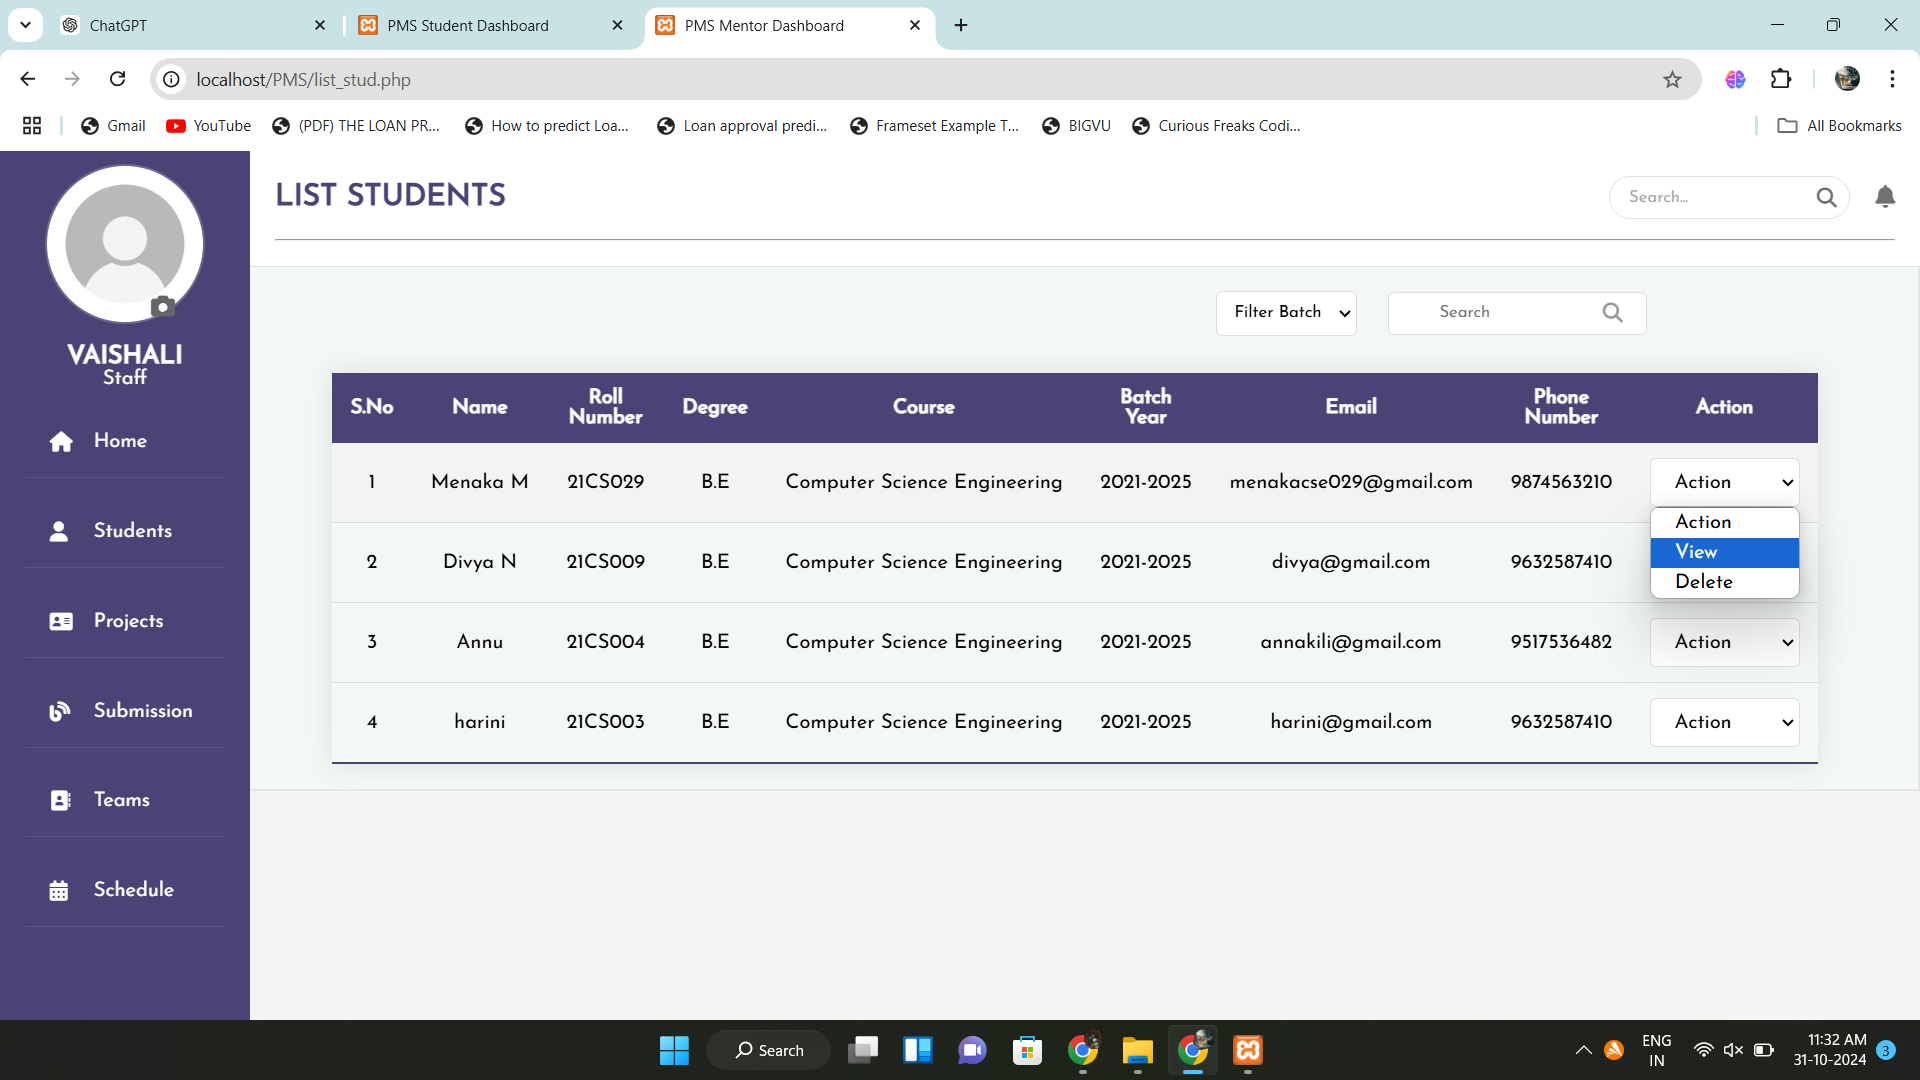 ChatGPT
PMS Student Dashboard
PMS Mentor Dashboard
localhost/PMS/list_stud.php
Gmail
YouTube
(PDF) THE LOAN PR...
How to predict Loa...
Loan approval predi...
Frameset Example T...
BIGVU
Curious Freaks Codi...
All Bookmarks
VAISHALI
Staff
Home
Students
Projects
Submission
Teams
Schedule
LIST STUDENTS
Search...
Filter Batch
Search
S.No Name Roll Number Degree Course Batch Year Email Phone Number Action
1 Menaka M 21CS029 B.E Computer Science Engineering 2021-2025 menakacse029@gmail.com 9874563210 Action
Action
View
Delete
2 Divya N 21CS009 B.E Computer Science Engineering 2021-2025 divya@gmail.com 9632587410
3 Annu 21CS004 B.E Computer Science Engineering 2021-2025 annakili@gmail.com 9517536482 Action
4 harini 21CS003 B.E Computer Science Engineering 2021-2025 harini@gmail.com 9632587410 Action
Search
ENG
IN
11:32 AM
31-10-2024
3